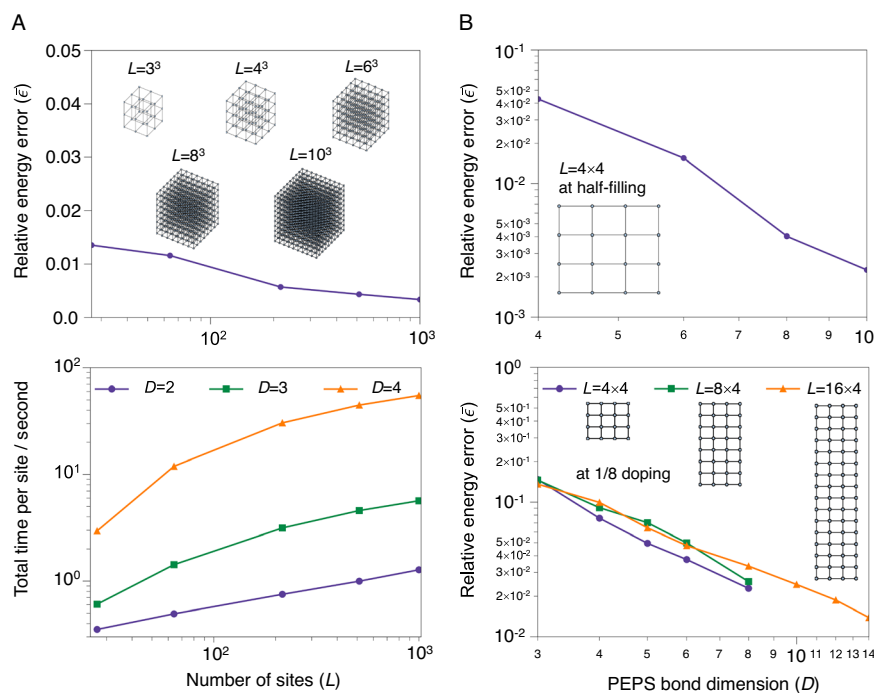 A
0.05
0.04
0.03
0.02
0.01
0.0
Relative energy error (ε̄)
L=3³
L=4³
L=6³
L=8³
L=10³
10²
10³
10²
10¹
10⁰
Total time per site / second
D=2
D=3
D=4
10²
10³
Number of sites (L)
B
10⁻¹
5×10⁻²
4×10⁻²
3×10⁻²
2×10⁻²
10⁻²
5×10⁻³
4×10⁻³
3×10⁻³
2×10⁻³
10⁻³
Relative energy error (ε̄)
L=4×4
at half-filling
4
5
6
7
8
9
10
10⁰
5×10⁻¹
4×10⁻¹
3×10⁻¹
2×10⁻¹
10⁻¹
5×10⁻²
4×10⁻²
3×10⁻²
2×10⁻²
10⁻²
Relative energy error (ε̄)
L=4×4
L=8×4
L=16×4
at 1/8 doping
3
4
5
6
7
8
9
10
11
12
13
14
PEPS bond dimension (D)